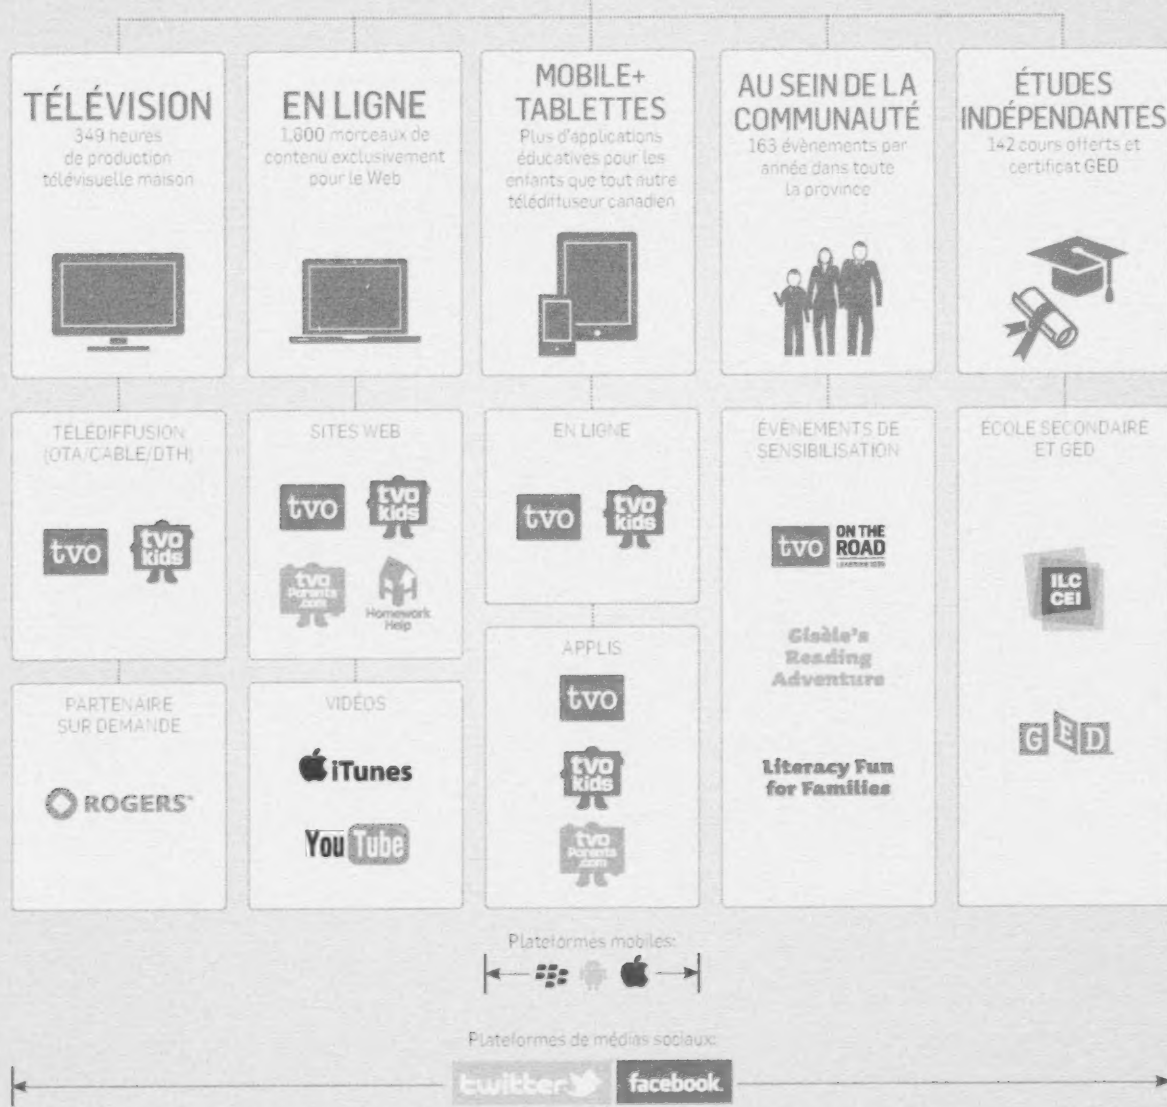 TÉLÉVISION
349 heures
de production
télévisuelle maison
EN LIGNE
1,800 morceaux de
contenu exclusivement
pour le Web
MOBILE+
TABLETTES
Plus d'applications
éducatives pour les
enfants que tout autre
télédiffuseur canadien
AU SEIN DE LA
COMMUNAUTÉ
163 évènements par
année dans toute
la province
ÉTUDES
INDÉPENDANTES
142 cours offerts et
certificat GED
TÉLÉDIFFUSION
(OTA/CABLE/DTH)
tvo
tvo
kids
PARTENAIRE
SUR DEMANDE
ROGERS
SITES WEB
tvo
tvo
kids
tvo
Parents
.com
Homework
Help
VIDÉOS
iTunes
You Tube
EN LIGNE
tvo
tvo
kids
APPLIS
tvo
tvo
kids
tvo
Parents
.com
ÉVÈNEMENTS DE
SENSIBILISATION
tvo
ON THE
ROAD
Gisèle's
Reading
Adventure
Literacy Fun
for Families
ÉCOLE SECONDAIRE
ET GED
ILC
CEI
GED
Plateformes mobiles:
Plateformes de médias sociaux:
twitter
facebook.